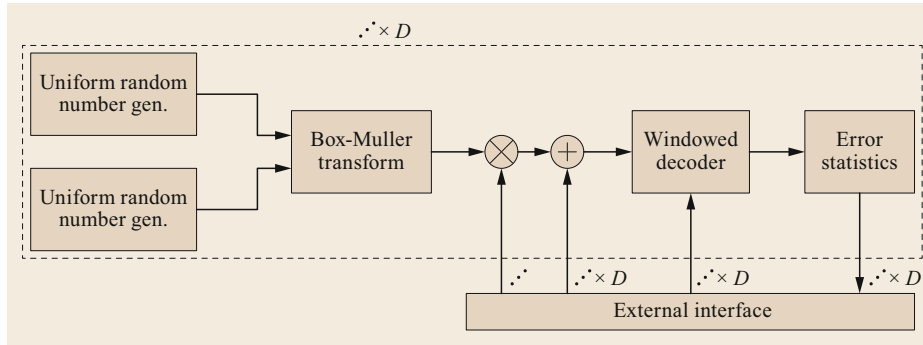 ⋰ × D
Uniform random
number gen.
Box-Muller
transform
Windowed
decoder
Error
statistics
Uniform random
number gen.
⋰
⋰ × D
⋰ × D
⋰ × D
External interface